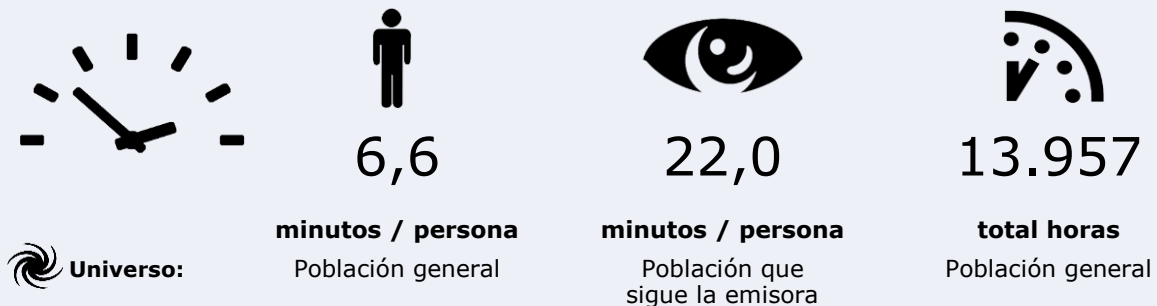 6,6
22,0
13.957
minutos / persona
minutos / persona
total horas
Universo:
Población general
Población que
sigue la emisora
Población general